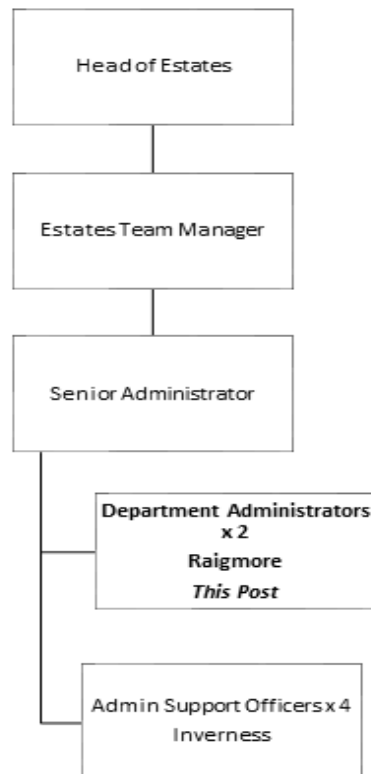 Head of Estates
Estates Team Manager
Senior Administrator
Department Administrators
x 2
Raigmore
This Post
Admin Support Officers x 4
Inverness